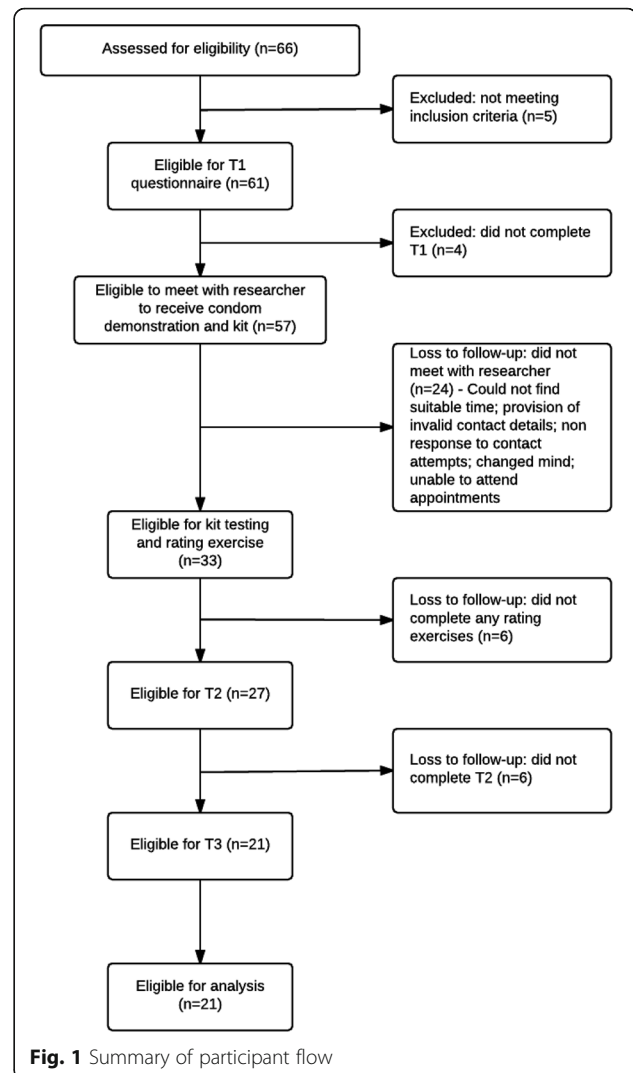 Assessed for eligibility (n=66)
Excluded: not meeting
inclusion criteria (n=5)
Eligible for T1
questionnaire (n=61)
Excluded: did not complete
T1 (n=4)
Eligible to meet with researcher
to receive condom
demonstration and kit (n=57)
Loss to follow-up: did not
meet with researcher
(n=24) - Could not find
suitable time; provision of
invalid contact details; non
response to contact
attempts; changed mind;
unable to attend
appointments
Eligible for kit testing
and rating exercise
(n=33)
Loss to follow-up: did not
complete any rating
exercises (n=6)
Eligible for T2 (n=27)
Loss to follow-up: did not
complete T2 (n=6)
Eligible for T3 (n=21)
Eligible for analysis
(n=21)
Fig. 1 Summary of participant flow